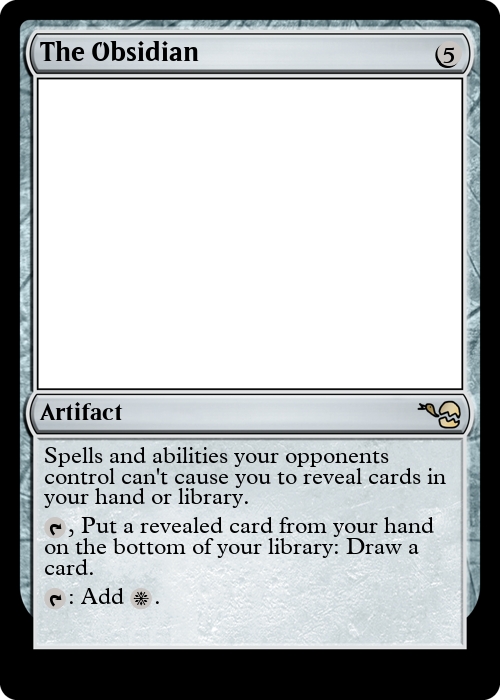 The Obsidian 5
Artifact
Spells and abilities your opponents
control can't cause you to reveal cards in
your hand or library.
, Put a revealed card from your hand
on the bottom of your library: Draw a
card.
: Add .